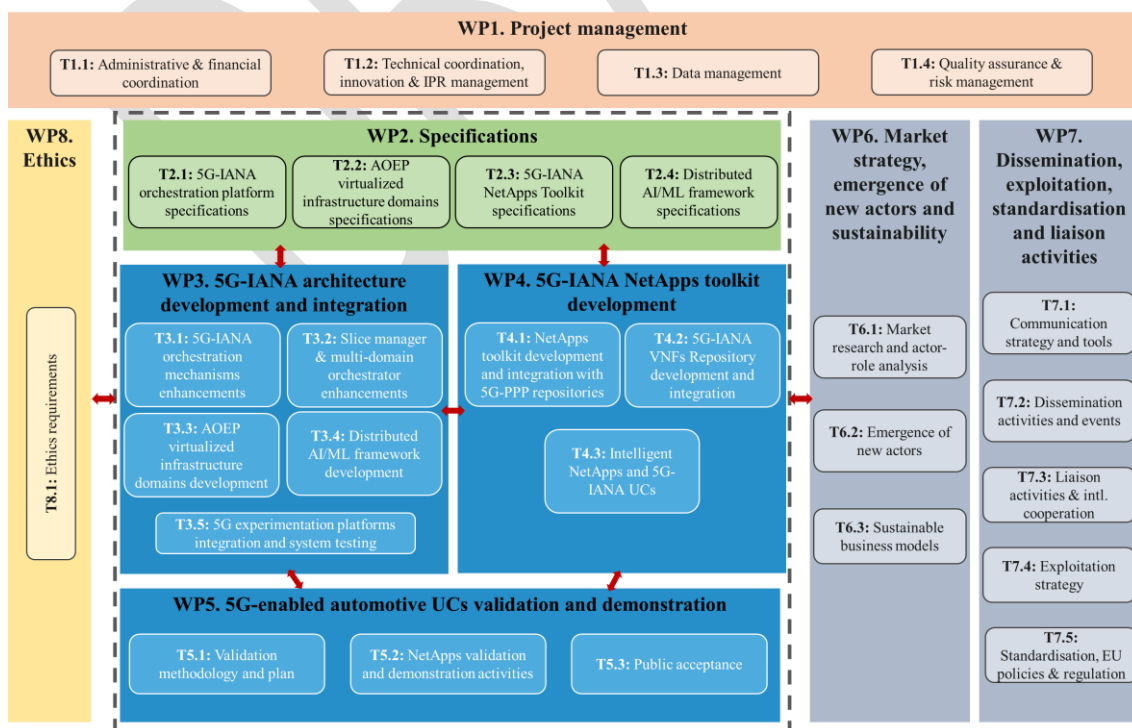 WP1. Project management
T1.1: Administrative & financial
coordination
T1.2: Technical coordination,
innovation & IPR management
T1.3: Data management
T1.4: Quality assurance &
risk management
WP8.
Ethics
T8.1: Ethics requirements
WP2. Specifications
T2.1: 5G-IANA
orchestration platform
specifications
T2.2: AOEP
virtualized
infrastructure domains
specifications
T2.3: 5G-IANA
NetApps Toolkit
specifications
T2.4: Distributed
AI/ML framework
specifications
WP3. 5G-IANA architecture
development and integration
T3.1: 5G-IANA
orchestration
mechanisms
enhancements
T3.2: Slice manager
& multi-domain
orchestrator
enhancements
T3.3: AOEP
virtualized
infrastructure
domains development
T3.4: Distributed
AI/ML framework
development
T3.5: 5G experimentation platforms
integration and system testing
WP4. 5G-IANA NetApps toolkit
development
T4.1: NetApps
toolkit development
and integration with
5G-PPP repositories
T4.2: 5G-IANA
VNFs Repository
development and
integration
T4.3: Intelligent
NetApps and 5G-
IANA UCs
WP5. 5G-enabled automotive UCs validation and demonstration
T5.1: Validation
methodology and plan
T5.2: NetApps validation
and demonstration activities
T5.3: Public acceptance
WP6. Market
strategy,
emergence of
new actors and
sustainability
T6.1: Market
research and actor-
role analysis
T6.2: Emergence of
new actors
T6.3: Sustainable
business models
WP7.
Dissemination,
exploitation,
standardisation
and liaison
activities
T7.1:
Communication
strategy and tools
T7.2: Dissemination
activities and events
T7.3: Liaison
activities & intl.
cooperation
T7.4: Exploitation
strategy
T7.5:
Standardisation, EU
policies & regulation